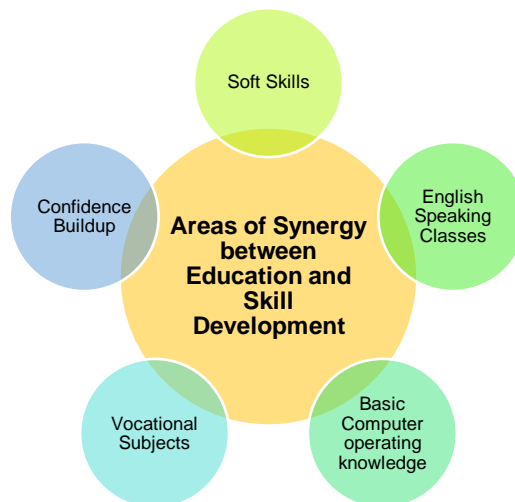 Soft Skills
English
Speaking
Classes
Basic
Computer
operating
knowledge
Vocational
Subjects
Confidence
Buildup
Areas of Synergy
between
Education and
Skill
Development